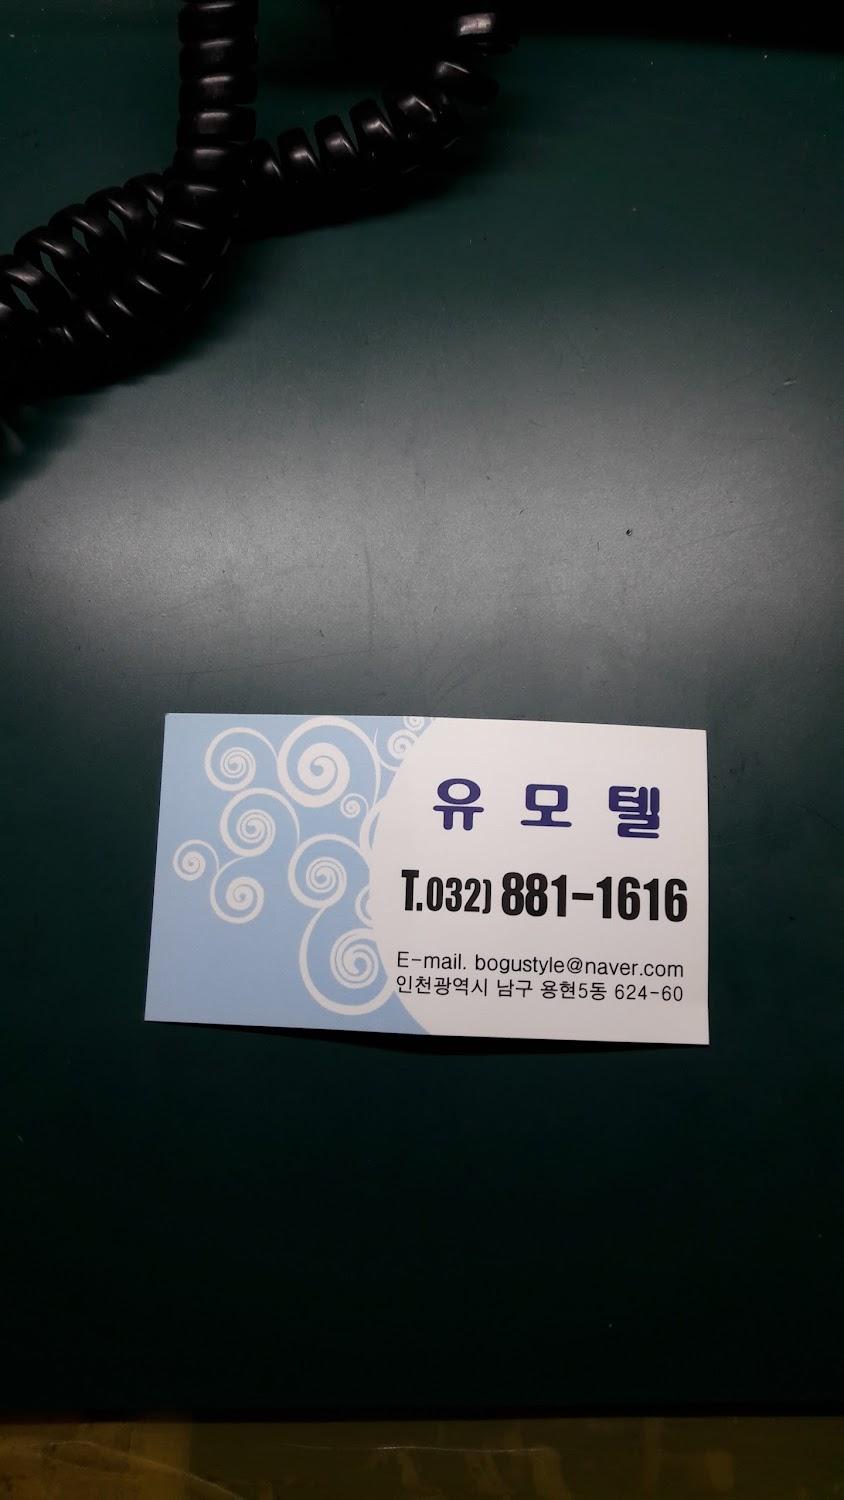 유 모 텔
T.032) 881-1616
E-mail. bogustyle@naver.com
인천광역시 남구 용현5동 624-60